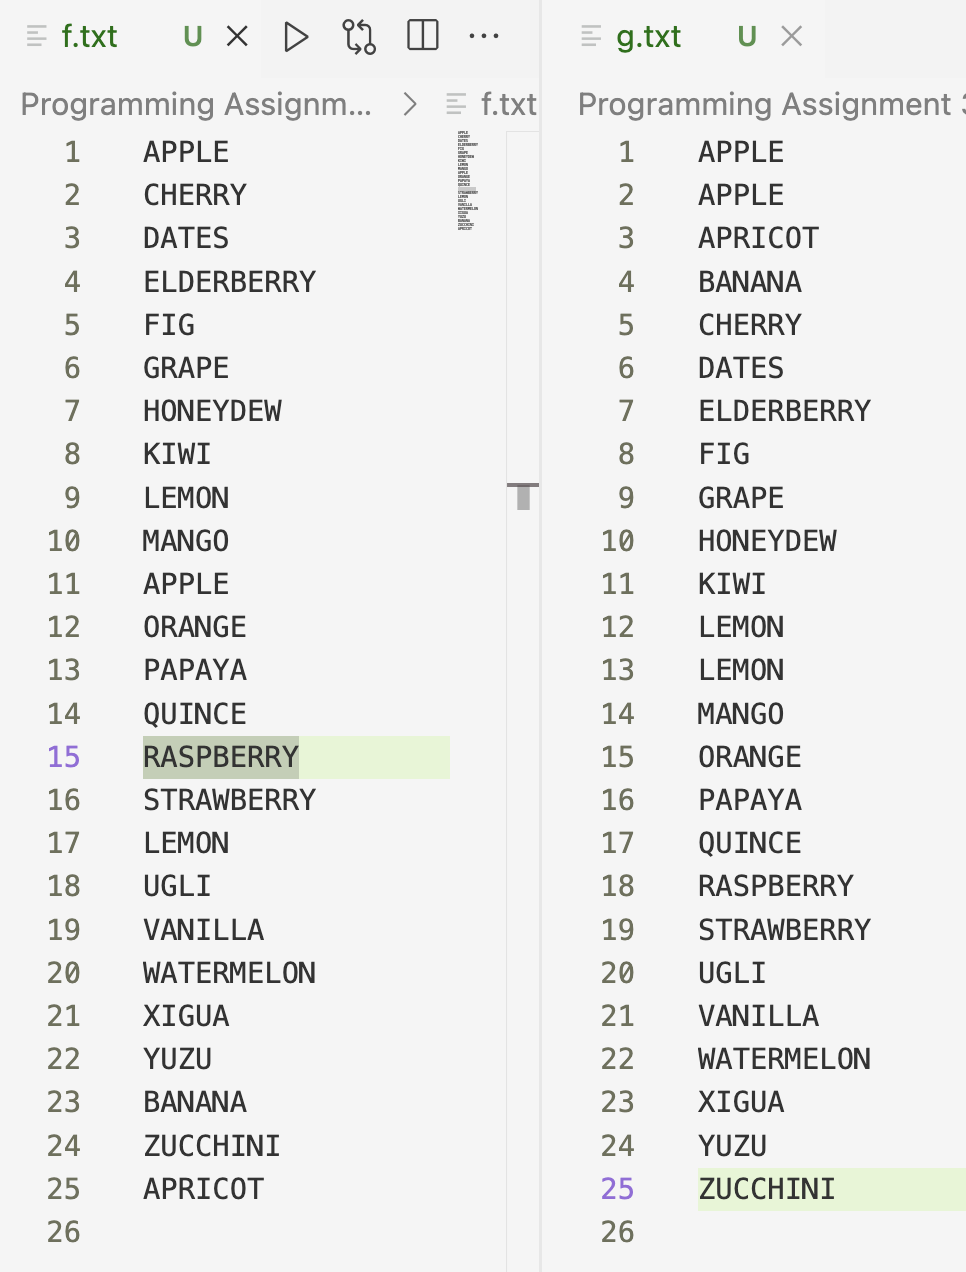 f.txt U
Programming Assignm... > f.txt
1 APPLE
2 CHERRY
3 DATES
4 ELDERBERRY
5 FIG
6 GRAPE
7 HONEYDEW
8 KIWI
9 LEMON
10 MANGO
11 APPLE
12 ORANGE
13 PAPAYA
14 QUINCE
15 RASPBERRY
16 STRAWBERRY
17 LEMON
18 UGLI
19 VANILLA
20 WATERMELON
21 XIGUA
22 YUZU
23 BANANA
24 ZUCCHINI
25 APRICOT
26
g.txt U
Programming Assignment
1 APPLE
2 APPLE
3 APRICOT
4 BANANA
5 CHERRY
6 DATES
7 ELDERBERRY
8 FIG
9 GRAPE
10 HONEYDEW
11 KIWI
12 LEMON
13 LEMON
14 MANGO
15 ORANGE
16 PAPAYA
17 QUINCE
18 RASPBERRY
19 STRAWBERRY
20 UGLI
21 VANILLA
22 WATERMELON
23 XIGUA
24 YUZU
25 ZUCCHINI
26